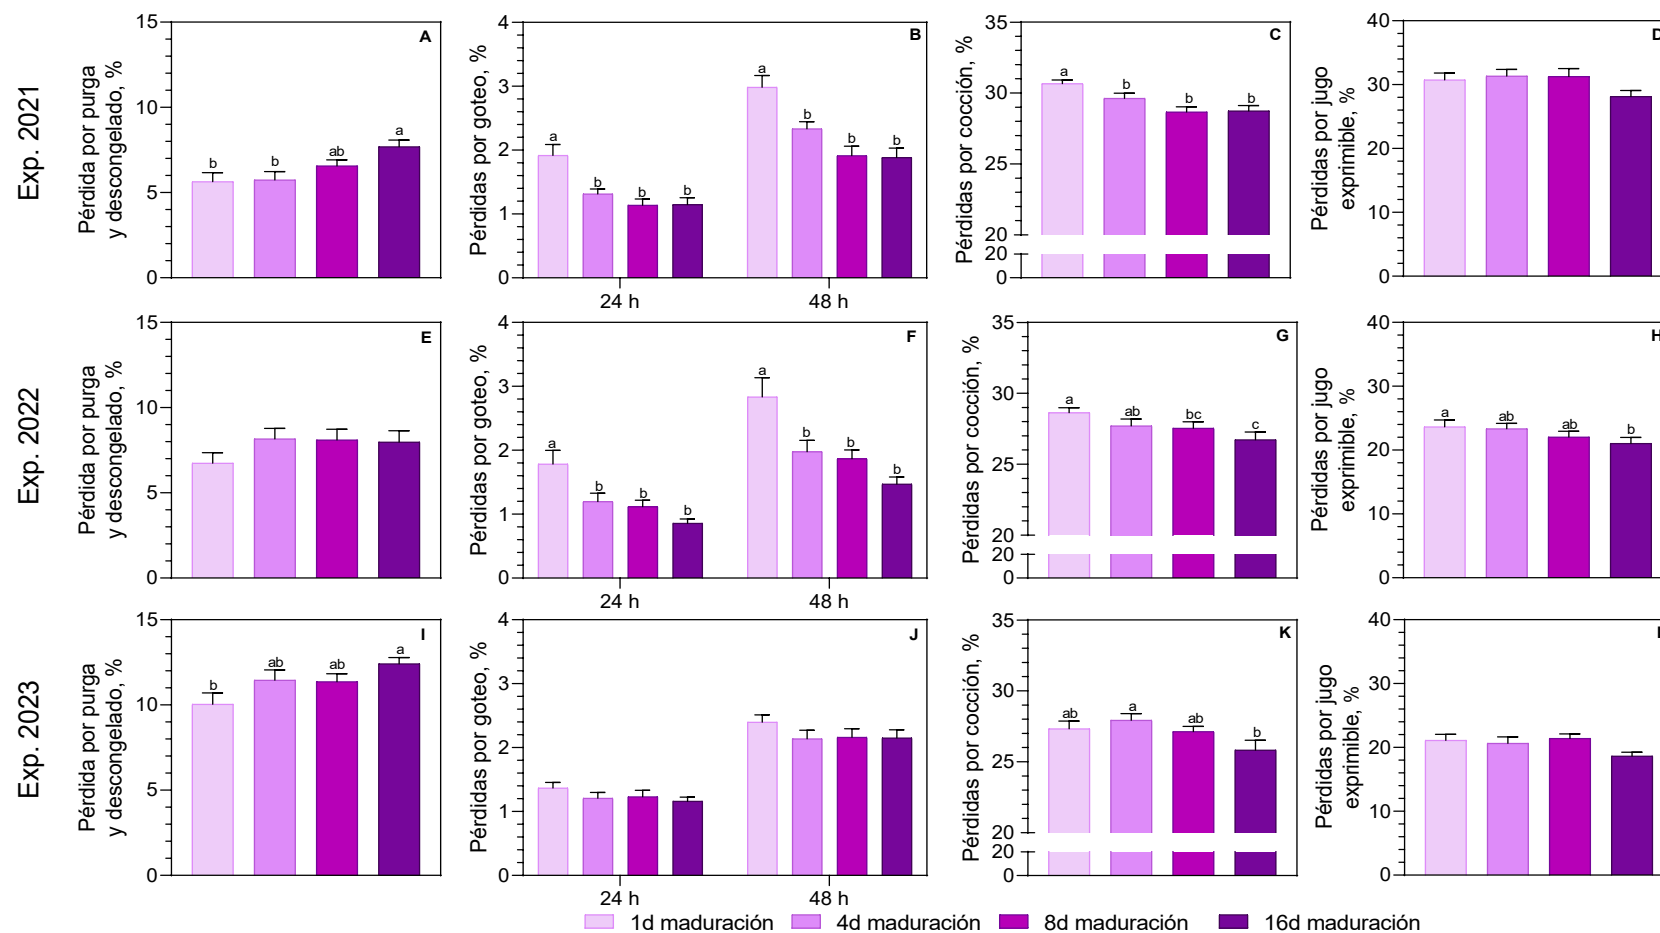 Exp. 2021
Pérdida por purga
y descongelado, %
15
10
5
0
A
b
b
ab
a
Pérdidas por goteo, %
4
3
2
1
0
B
a
b
b
b
a
b
b
b
24 h
48 h
Pérdidas por cocción, %
35
30
25
20
20
0
C
a
b
b
b
Pérdidas por jugo
exprimible, %
40
30
20
10
0
D
Exp. 2022
Pérdida por purga
y descongelado, %
15
10
5
0
E
Pérdidas por goteo, %
4
3
2
1
0
F
a
b
b
b
a
b
b
b
24 h
48 h
Pérdidas por cocción, %
35
30
25
20
20
0
G
a
ab
bc
c
Pérdidas por jugo
exprimible, %
40
30
20
10
0
H
a
ab
ab
b
Exp. 2023
Pérdida por purga
y descongelado, %
15
10
5
0
I
b
ab
ab
a
Pérdidas por goteo, %
4
3
2
1
0
J
24 h
48 h
Pérdidas por cocción, %
35
30
25
20
20
0
K
ab
a
ab
b
Pérdidas por jugo
exprimible, %
40
30
20
10
0
1d maduración 4d maduración 8d maduración 16d maduración